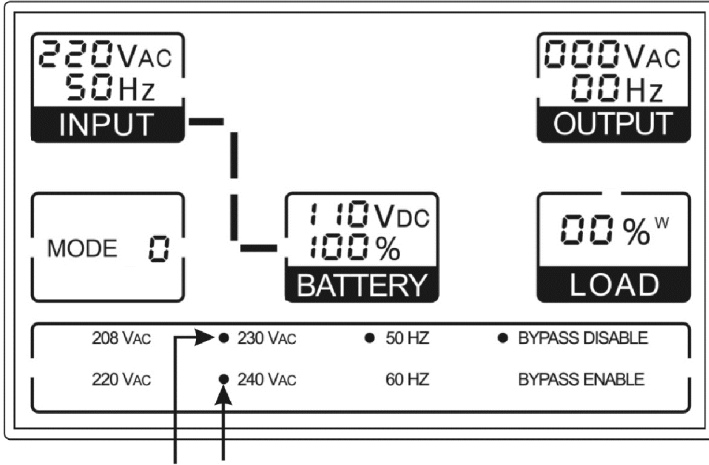 220VAC
50Hz
INPUT
000VAC
00Hz
OUTPUT
MODE 0
110VDC
100%
BATTERY
00%W
LOAD
208 VAC • 230 VAC • 50 HZ • BYPASS DISABLE
220 VAC • 240 VAC 60 HZ BYPASS ENABLE